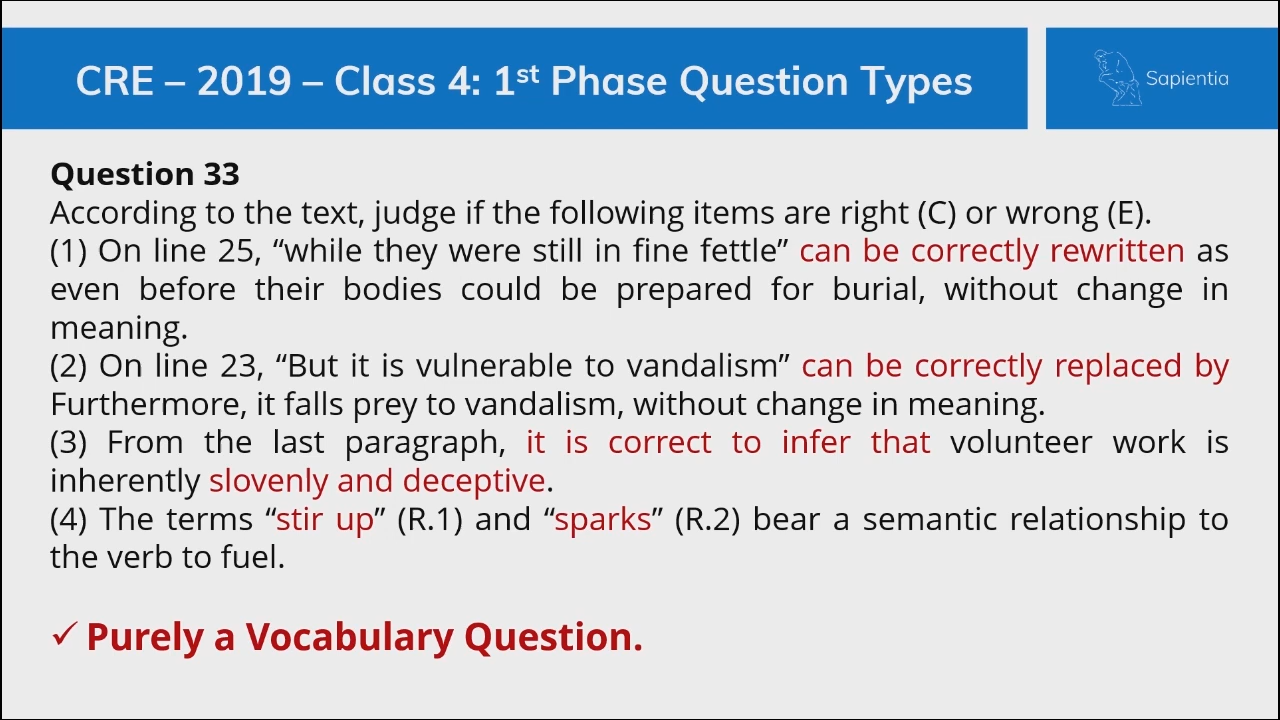 CRE – 2019 – Class 4: 1st Phase Question Types
Sapientia
Question 33
According to the text, judge if the following items are right (C) or wrong (E).
(1) On line 25, “while they were still in fine fettle” can be correctly rewritten as
even before their bodies could be prepared for burial, without change in
meaning.
(2) On line 23, “But it is vulnerable to vandalism” can be correctly replaced by
Furthermore, it falls prey to vandalism, without change in meaning.
(3) From the last paragraph, it is correct to infer that volunteer work is
inherently slovenly and deceptive.
(4) The terms “stir up” (R.1) and “sparks” (R.2) bear a semantic relationship to
the verb to fuel.
✓ Purely a Vocabulary Question.